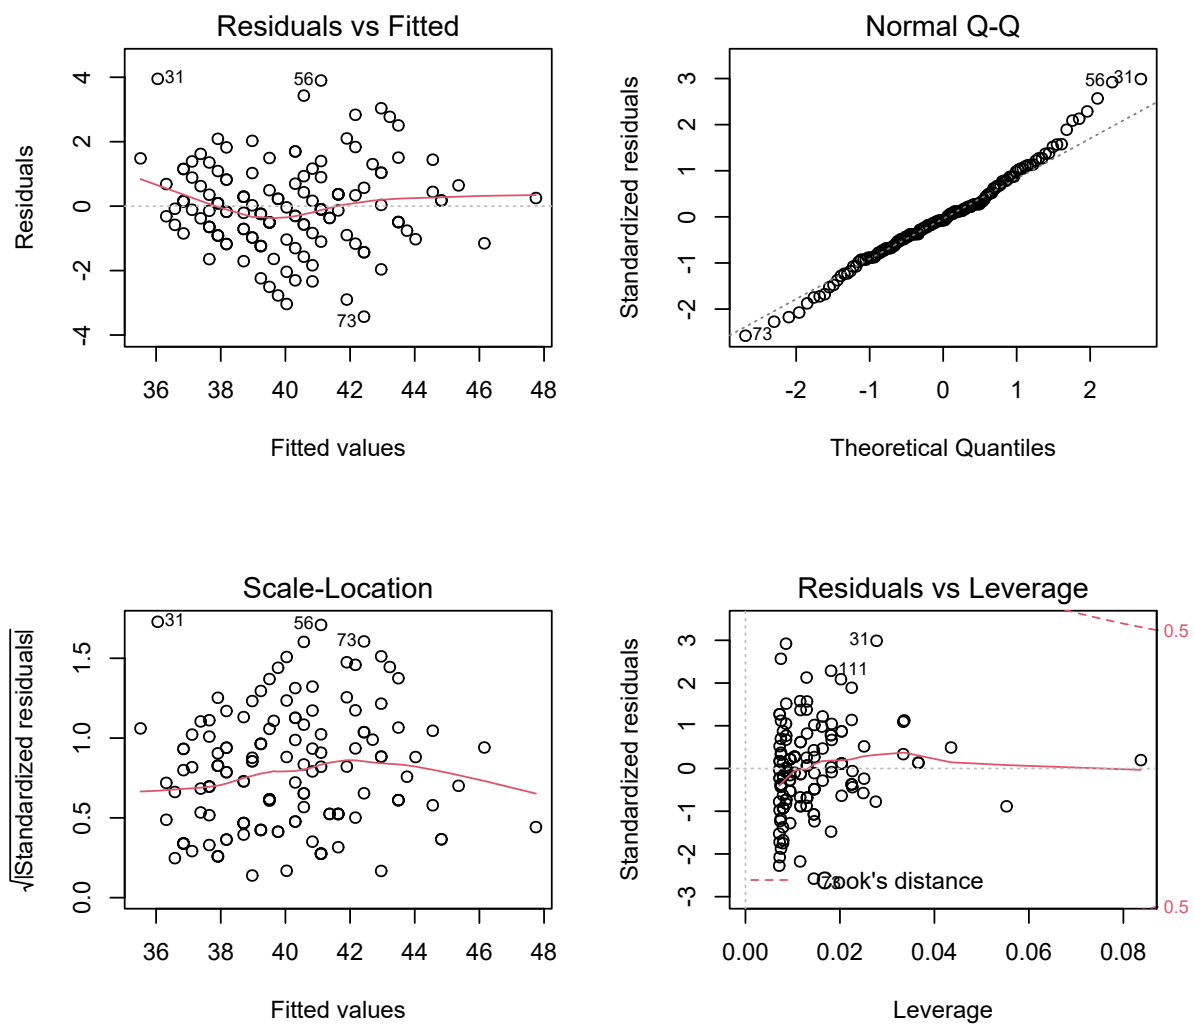 Residuals vs Fitted
Residuals
4
2
0
-2
-4
31
56
73
36 38 40 42 44 46 48
Fitted values
Normal Q-Q
Standardized residuals
3
2
1
0
-1
-2
56
31
73
-2 -1 0 1 2
Theoretical Quantiles
Scale-Location
√|Standardized residuals|
1.5
1.0
0.5
0.0
31
56
73
36 38 40 42 44 46 48
Fitted values
Residuals vs Leverage
Standardized residuals
3
2
1
0
-1
-2
-3
31
111
73
Cook's distance
0.5
0.5
0.00 0.02 0.04 0.06 0.08
Leverage